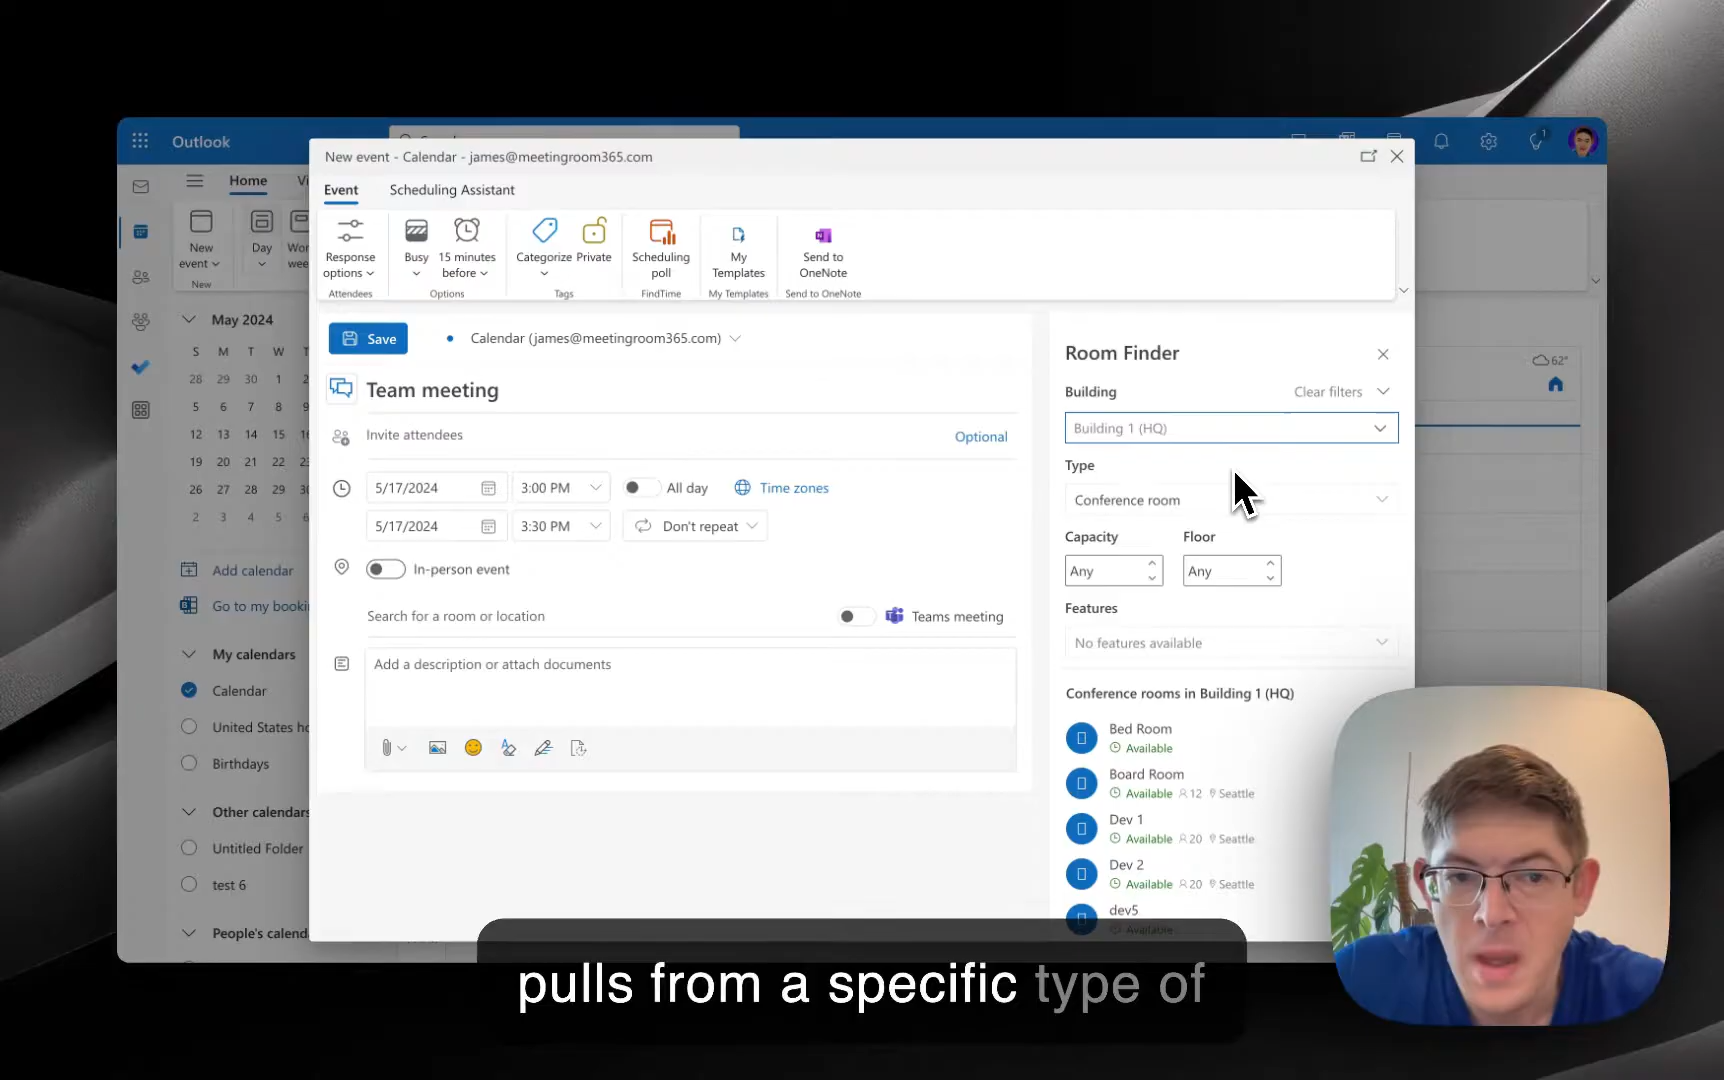 Outlook
New event - Calendar - james@meetingroom365.com
Event
Scheduling Assistant
Home
New
event
New
Day
Response
options
Attendees
Busy
15 minutes
before
Options
Categorize
Private
Tags
Scheduling
poll
FindTime
My
Templates
My Templates
Send to
OneNote
Send to OneNote
1
62°
May 2024
S M T W
28 29 30 1 2
5 6 7 8 9
12 13 14 15
19 20 21 22
26 27 28 29
2 3 4 5 6
Add calendar
Go to my
My calendars
Calendar
United States
Birthdays
Other calendars
Untitled Folder
test 6
People's
Save
Calendar (james@meetingroom365.com)
Team meeting
Invite attendees
Optional
5/17/2024
3:00 PM
All day
Time zones
5/17/2024
3:30 PM
Don't repeat
In-person event
Search for a room or location
Teams meeting
Add a description or attach documents
Room Finder
Building
Clear filters
Building 1 (HQ)
Type
Conference room
Capacity
Floor
Any
Any
Features
No features available
Conference rooms in Building 1 (HQ)
Bed Room
Available
Board Room
Available 12 Seattle
Dev 1
Available 20 Seattle
Dev 2
Available 20 Seattle
dev5
Available
pulls from a specific type of